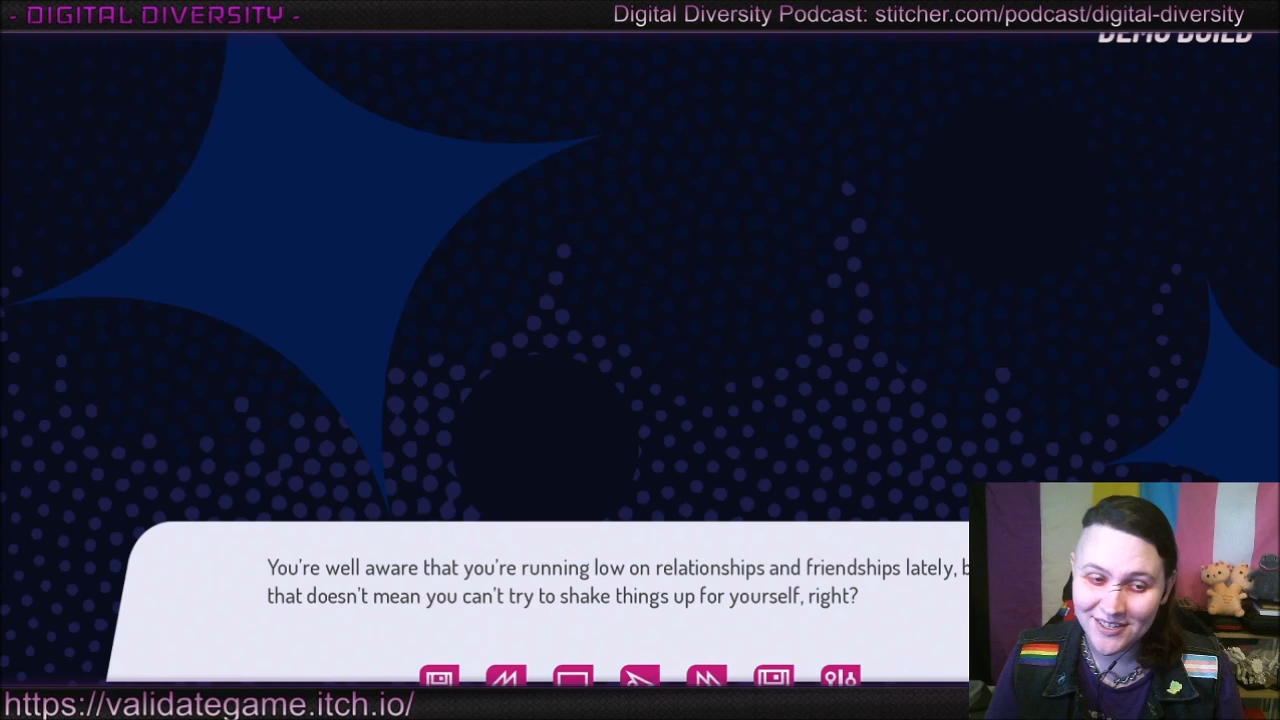 - DIGITAL DIVERSITY -
Digital Diversity Podcast: stitcher.com/podcast/digital-diversity
DEMO BUILD
You're well aware that you're running low on relationships and friendships lately,
that doesn't mean you can't try to shake things up for yourself, right?
https://validategame.itch.io/